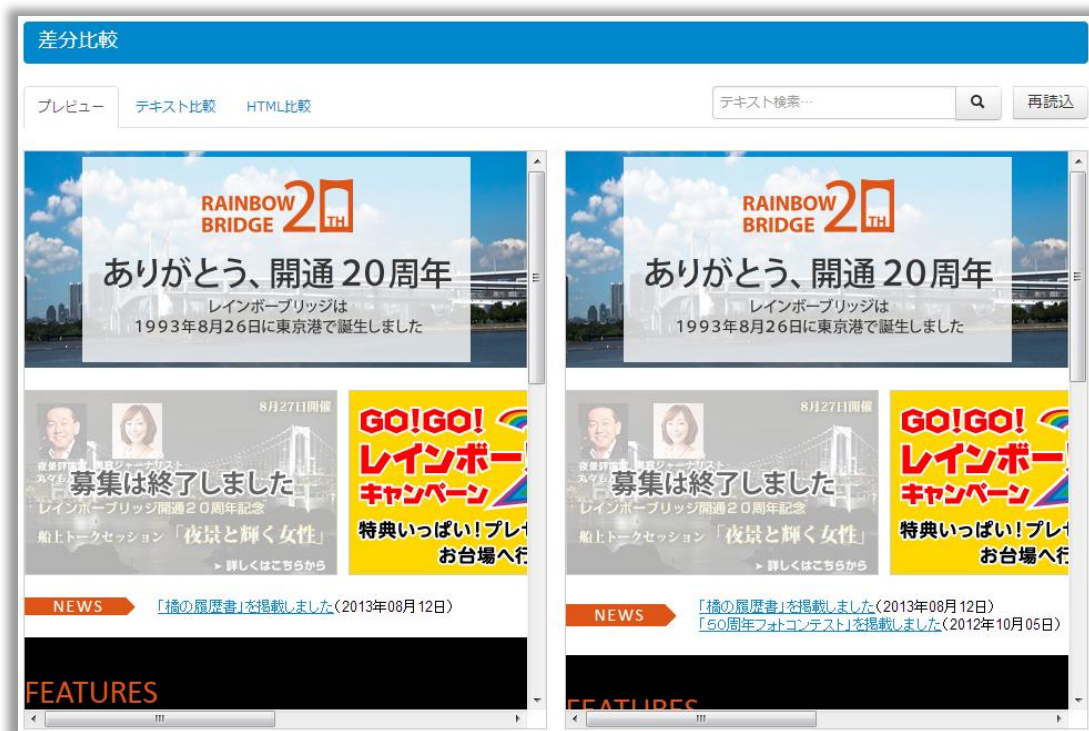 差分比較
プレビュー
テキスト比較
HTML比較
テキスト検索…
再読込
RAINBOW
BRIDGE 20TH
ありがとう、開通20周年
レインボーブリッジは
1993年8月26日に東京港で誕生しました
8月27日開催
募集は終了しました
レインボーブリッジ開通20周年記念
船上トークセッション「夜景と輝く女性」
▸ 詳しくはこちらから
GO!GO!
レインボー
キャンペーン
特典いっぱい!プレ
お台場へ行
NEWS
「橋の履歴書」を掲載しました(2013年08月12日)
FEATURES
RAINBOW
BRIDGE 20TH
ありがとう、開通20周年
レインボーブリッジは
1993年8月26日に東京港で誕生しました
8月27日開催
募集は終了しました
レインボーブリッジ開通20周年記念
船上トークセッション「夜景と輝く女性」
▸ 詳しくはこちらから
GO!GO!
レインボー
キャンペーン
特典いっぱい!プレ
お台場へ行
NEWS
「橋の履歴書」を掲載しました(2013年08月12日)
「50周年フォトコンテスト」を掲載しました(2012年10月05日)
FEATURES